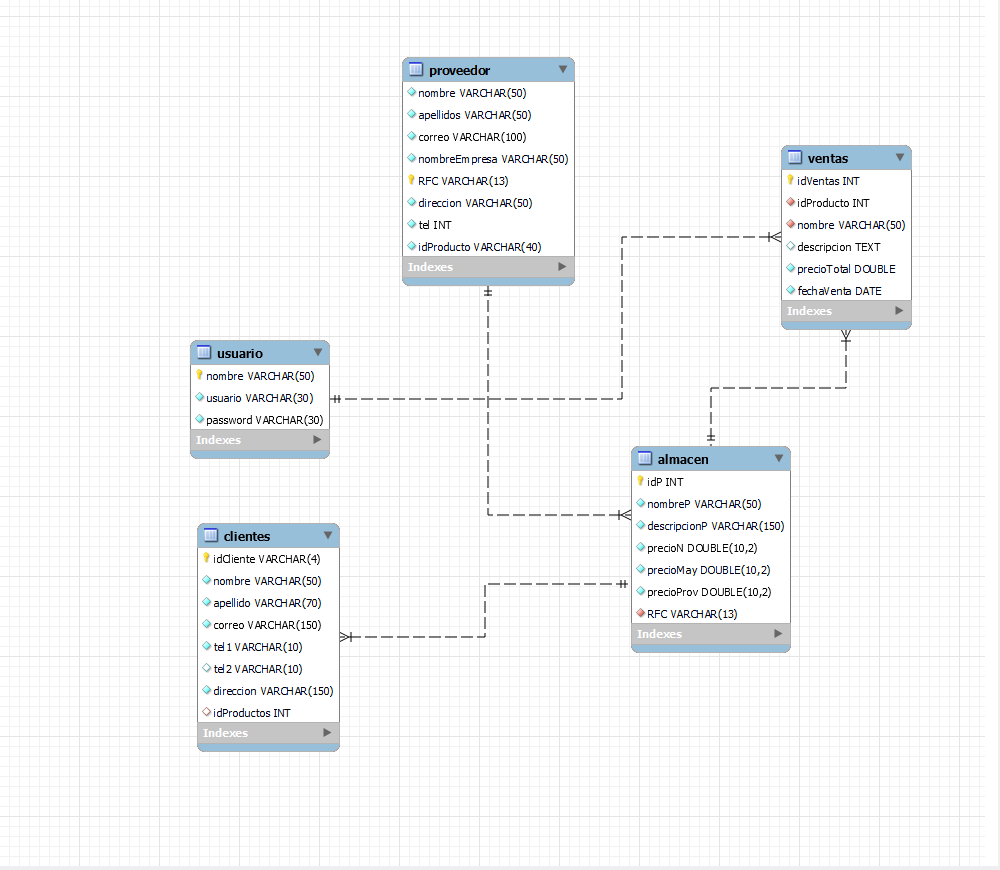 proveedor
nombre VARCHAR(50)
apellidos VARCHAR(50)
correo VARCHAR(100)
nombreEmpresa VARCHAR(50)
RFC VARCHAR(13)
direccion VARCHAR(50)
tel INT
idProducto VARCHAR(40)
Indexes
ventas
idVentas INT
idProducto INT
nombre VARCHAR(50)
descripcion TEXT
precioTotal DOUBLE
fechaVenta DATE
Indexes
usuario
nombre VARCHAR(50)
usuario VARCHAR(30)
password VARCHAR(30)
Indexes
almacen
idP INT
nombreP VARCHAR(50)
descripcionP VARCHAR(150)
precioN DOUBLE(10,2)
precioMay DOUBLE(10,2)
precioProv DOUBLE(10,2)
RFC VARCHAR(13)
Indexes
clientes
idCliente VARCHAR(4)
nombre VARCHAR(50)
apellido VARCHAR(70)
correo VARCHAR(150)
tel1 VARCHAR(10)
tel2 VARCHAR(10)
direccion VARCHAR(150)
idProductos INT
Indexes